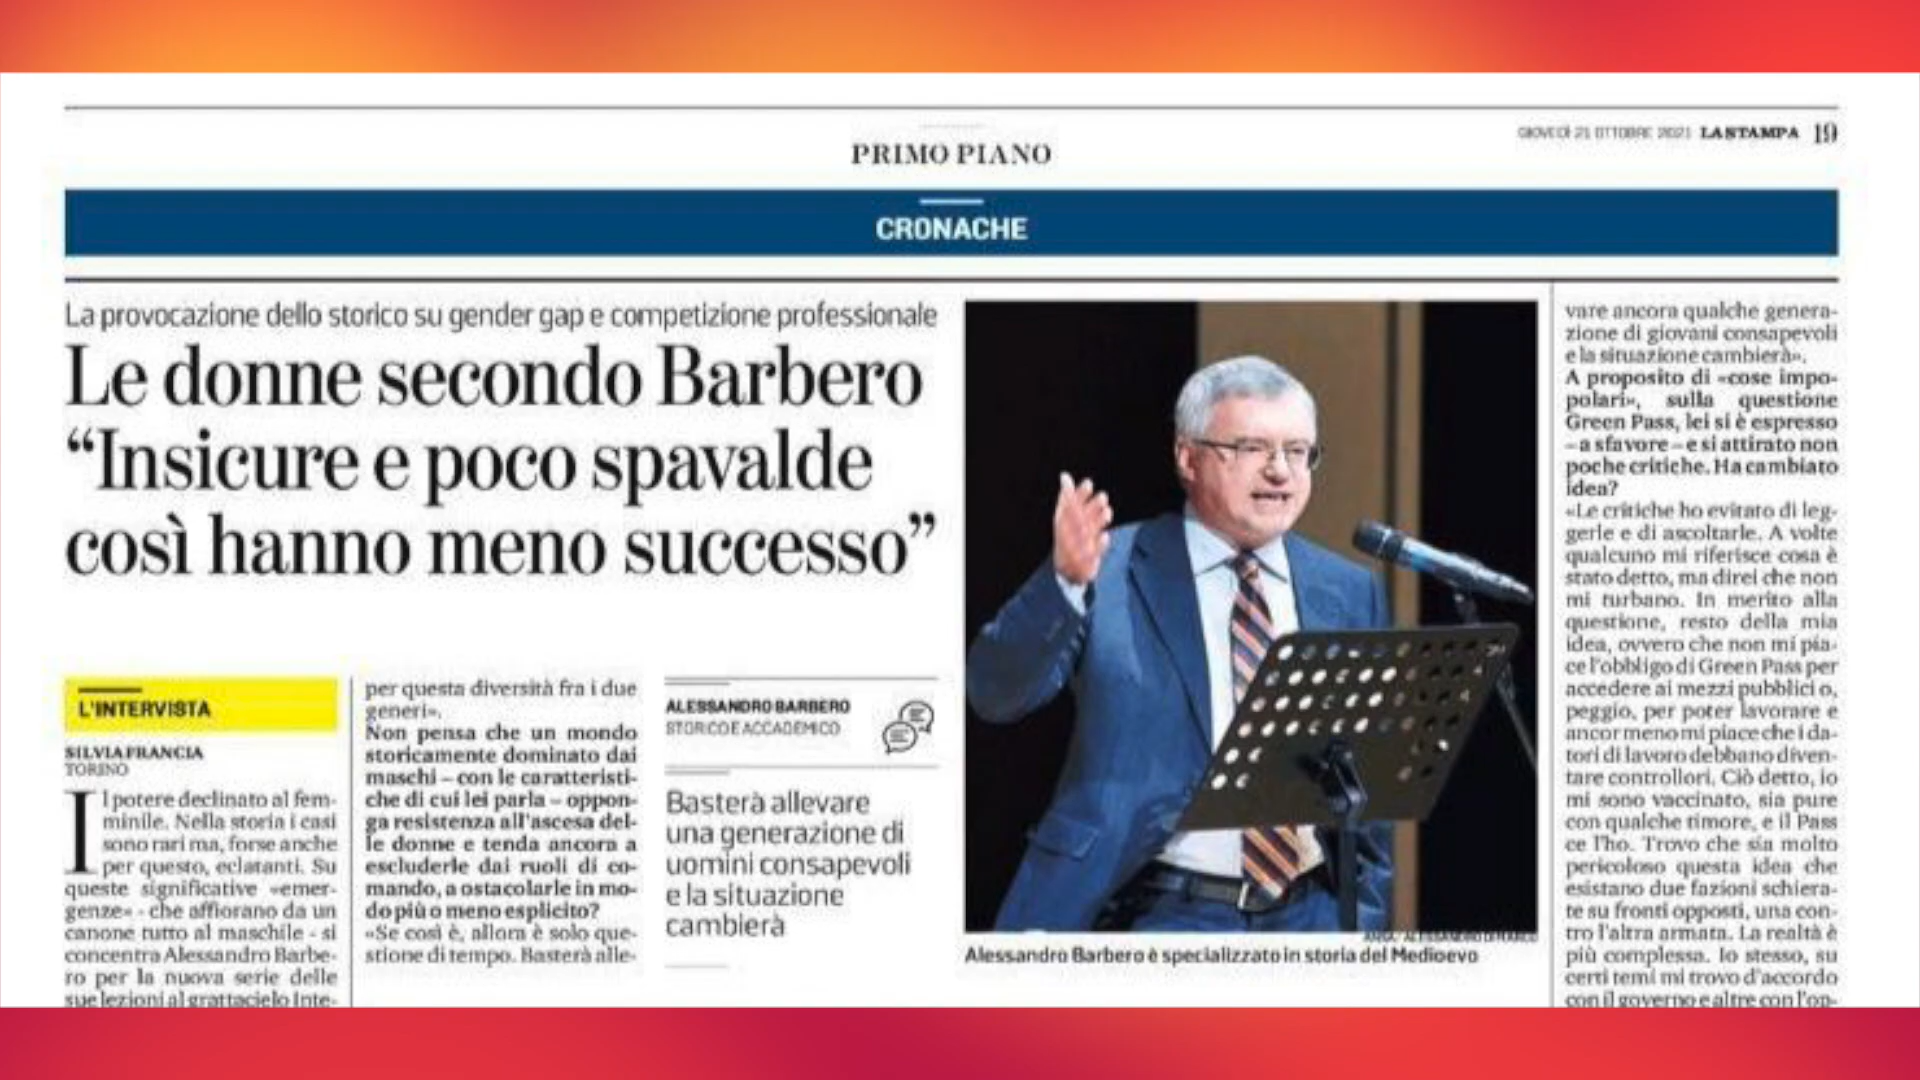 GIOVEDÌ 21 OTTOBRE 2021 LA STAMPA 19
PRIMO PIANO
CRONACHE
La provocazione dello storico su gender gap e competizione professionale
Le donne secondo Barbero
“Insicure e poco spavalde
così hanno meno successo”
L'INTERVISTA
SILVIA FRANCIA
TORINO
Il potere declinato al fem-
minile. Nella storia i casi
sono rari ma, forse anche
per questo, eclatanti. Su
queste significative «emer-
genze» - che affiorano da un
canone tutto al maschile - si
concentra Alessandro Barbe-
ro per la nuova serie delle
sue lezioni al grattacielo Inte-
per questa diversità fra i due
generi».
Non pensa che un mondo
storicamente dominato dai
maschi – con le caratteristi-
che di cui lei parla – oppon-
ga resistenza all'ascesa del-
le donne e tenda ancora a
escluderle dai ruoli di co-
mando, a ostacolarle in mo-
do più o meno esplicito?
«Se così è, allora è solo que-
stione di tempo. Basterà alle-
ALESSANDRO BARBERO
STORICO E ACCADEMICO
Basterà allevare
una generazione di
uomini consapevoli
e la situazione
cambierà
Alessandro Barbero è specializzato in storia del Medioevo
vare ancora qualche genera-
zione di giovani consapevoli
e la situazione cambierà».
A proposito di «cose impo-
polari», sulla questione
Green Pass, lei si è espresso
– a sfavore – e si attirato non
poche critiche. Ha cambiato
idea?
«Le critiche ho evitato di leg-
gerle e di ascoltarle. A volte
qualcuno mi riferisce cosa è
stato detto, ma direi che non
mi turbano. In merito alla
questione, resto della mia
idea, ovvero che non mi pia-
ce l'obbligo di Green Pass per
accedere ai mezzi pubblici o,
peggio, per poter lavorare e
ancor meno mi piace che i da-
tori di lavoro debbano diven-
tare controllori. Ciò detto, io
mi sono vaccinato, sia pure
con qualche timore, e il Pass
ce l'ho. Trovo che sia molto
pericoloso questa idea che
esistano due fazioni schiera-
te su fronti opposti, una con-
tro l'altra armata. La realtà è
più complessa. Io stesso, su
certi temi mi trovo d'accordo
con il governo e altre con l'op-